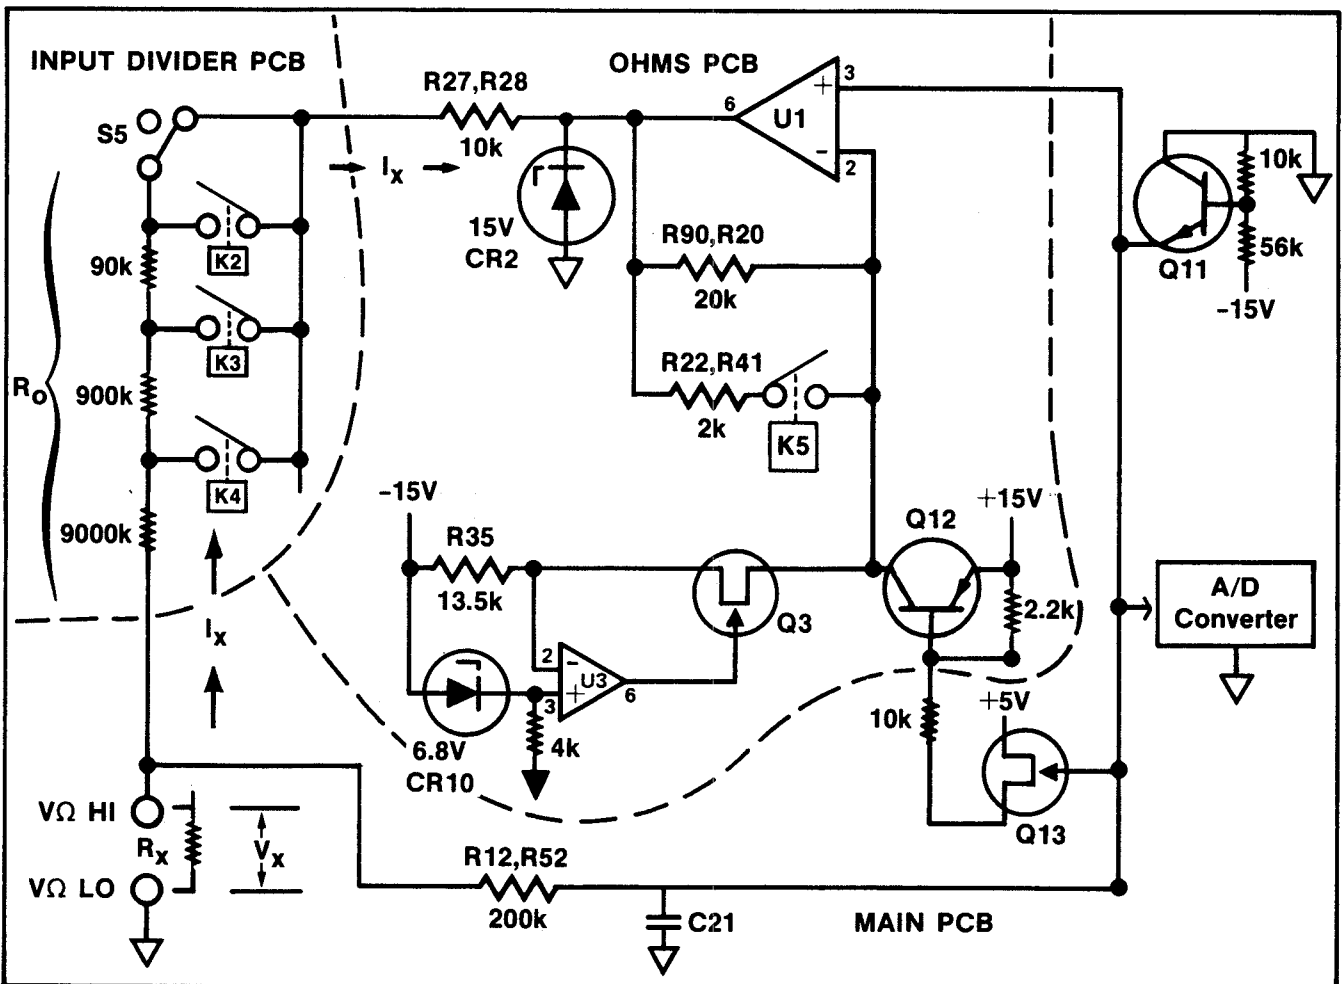 INPUT DIVIDER PCB
OHMS PCB
S5
R27,R28
10k
Ix
15V
CR2
6
U1
+
3
-
2
10k
56k
-15V
Q11
K2
90k
K3
900k
K4
9000k
Ro
Ix
R90,R20
20k
R22,R41
2k
K5
-15V
R35
13.5k
Q3
Q12
+15V
2.2k
2
-
U3
+
3
6
6.8V
CR10
4k
10k
+5V
Q13
A/D
Converter
VΩ HI
Rx
Vx
VΩ LO
R12,R52
200k
C21
MAIN PCB